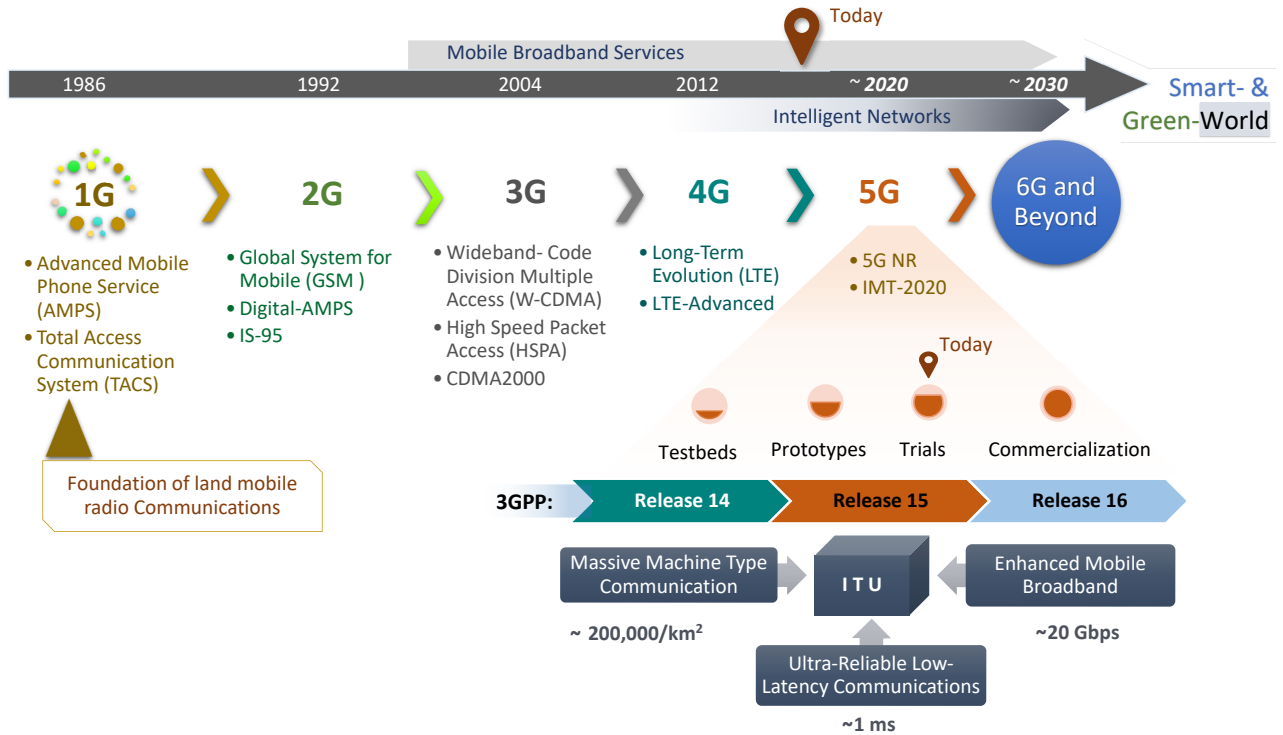 Today
Mobile Broadband Services
1986 1992 2004 2012 ~ 2020 ~ 2030
Intelligent Networks
Smart- &
Green-World
1G
2G
3G
4G
5G
6G and
Beyond
• Advanced Mobile
Phone Service
(AMPS)
• Total Access
Communication
System (TACS)
• Global System for
Mobile (GSM )
• Digital-AMPS
• IS-95
• Wideband- Code
Division Multiple
Access (W-CDMA)
• High Speed Packet
Access (HSPA)
• CDMA2000
• Long-Term
Evolution (LTE)
• LTE-Advanced
• 5G NR
• IMT-2020
Today
Testbeds
Prototypes
Trials
Commercialization
Foundation of land mobile
radio Communications
3GPP:
Release 14
Release 15
Release 16
Massive Machine Type
Communication
~ 200,000/km²
I T U
Enhanced Mobile
Broadband
~20 Gbps
Ultra-Reliable Low-
Latency Communications
~1 ms